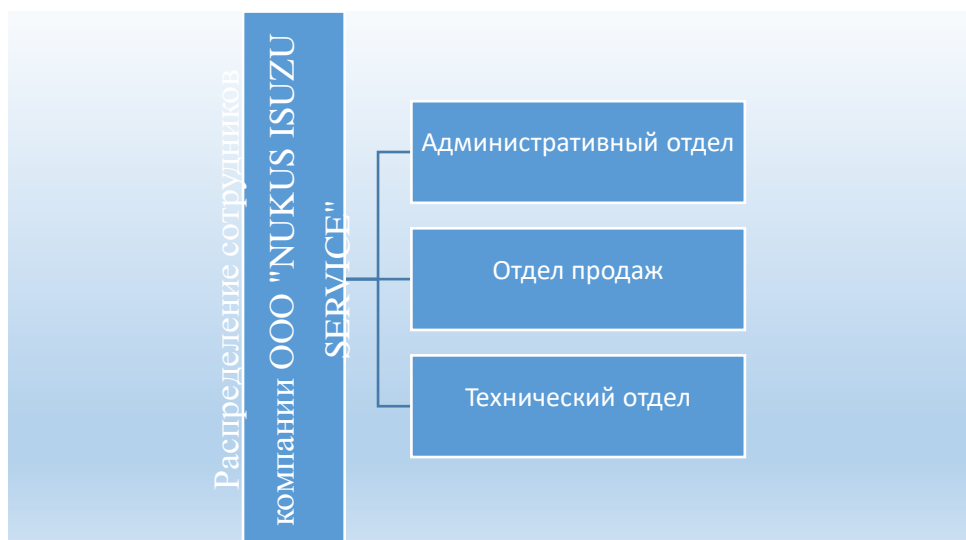 Распределение сотрудников
компании ООО "NUKUS ISUZU
SERVICE"
Административный отдел
Отдел продаж
Технический отдел